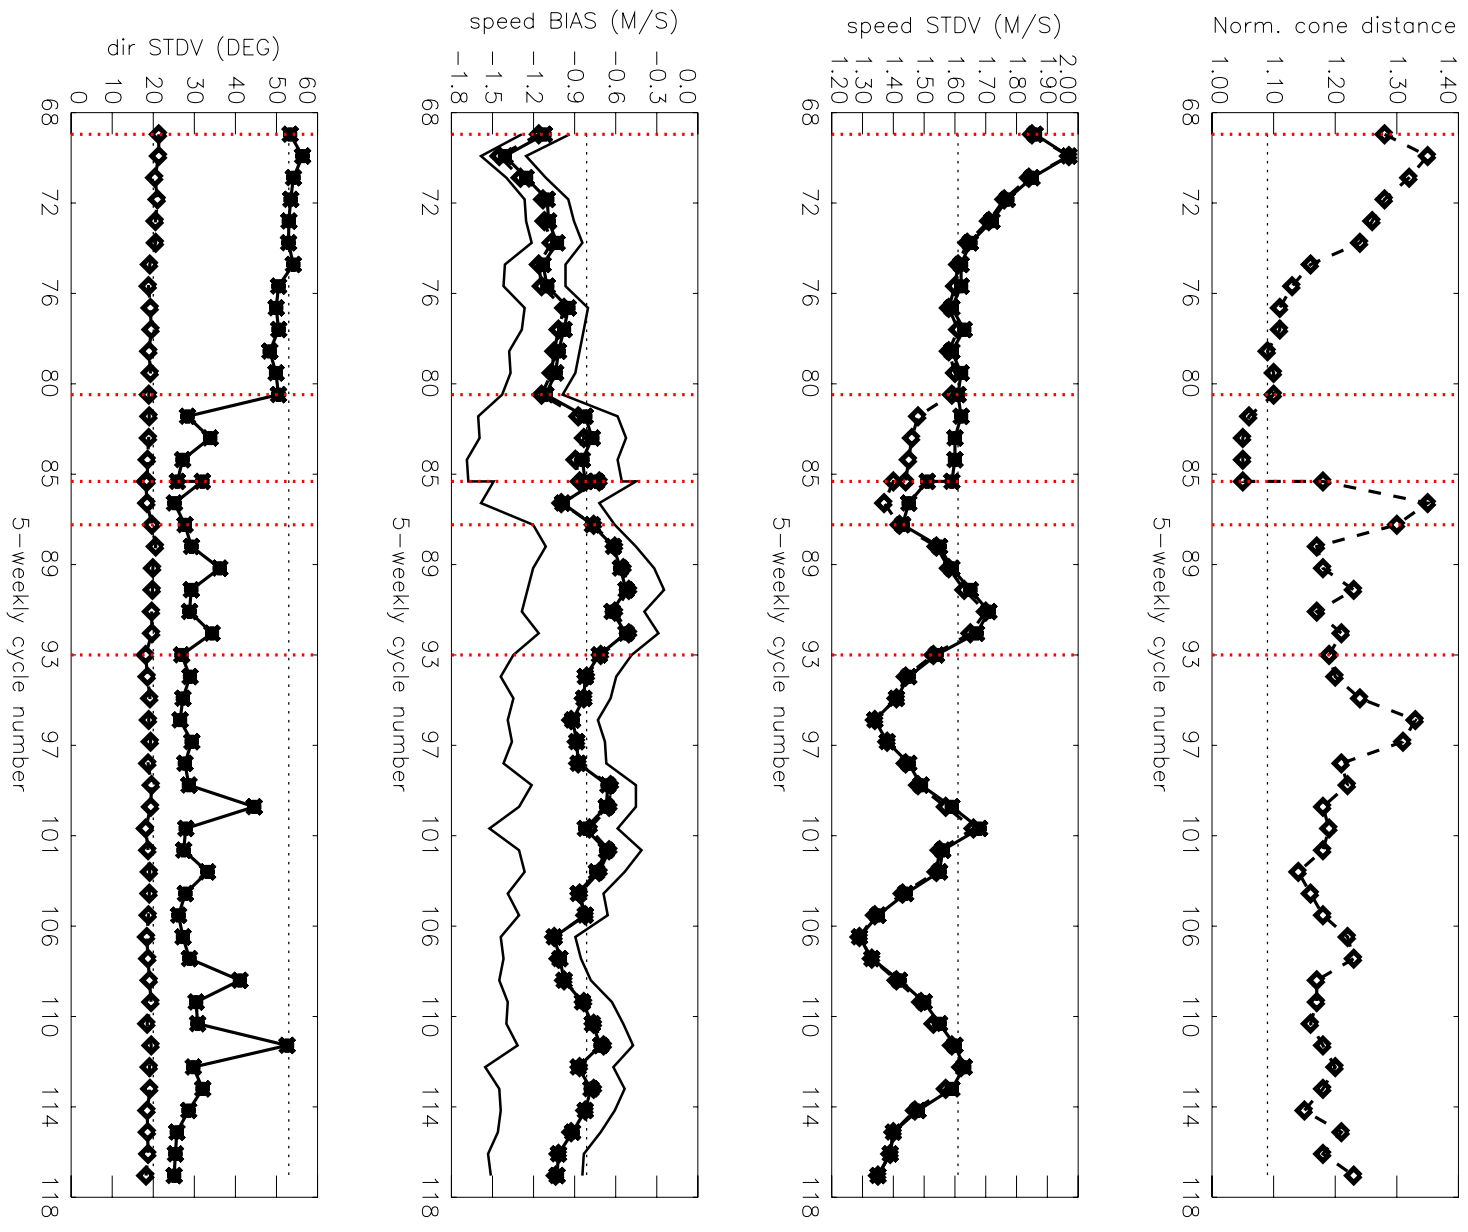 dir STDV (DEG)
0 10 20 30 40 50 60
68 72 76 80 85 89 93 97 101 106 110 114 118
5-weekly cycle number
speed BIAS (M/S)
-1.8 -1.5 -1.2 -0.9 -0.6 -0.3 0.0
68 72 76 80 85 89 93 97 101 106 110 114 118
5-weekly cycle number
speed STDV (M/S)
1.20 1.30 1.40 1.50 1.60 1.70 1.80 1.90 2.00
68 72 76 80 85 89 93 97 101 106 110 114 118
5-weekly cycle number
Norm. cone distance
1.00 1.10 1.20 1.30 1.40
68 72 76 80 85 89 93 97 101 106 110 114 118
5-weekly cycle number